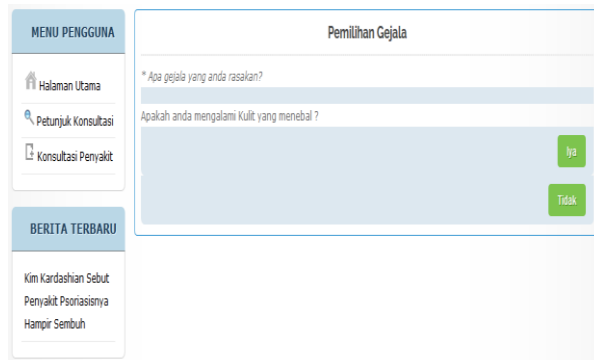 MENU PENGGUNA
Halaman Utama
Petunjuk Konsultasi
Konsultasi Penyakit
BERITA TERBARU
Kim Kardashian Sebut
Penyakit Psoriasisnya
Hampir Sembuh
Pemilihan Gejala
* Apa gejala yang anda rasakan?
Apakah anda mengalami Kulit yang menebal ?
Iya
Tidak